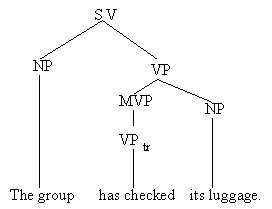 S V
NP VP
MVP NP
VP tr
The group has checked its luggage.